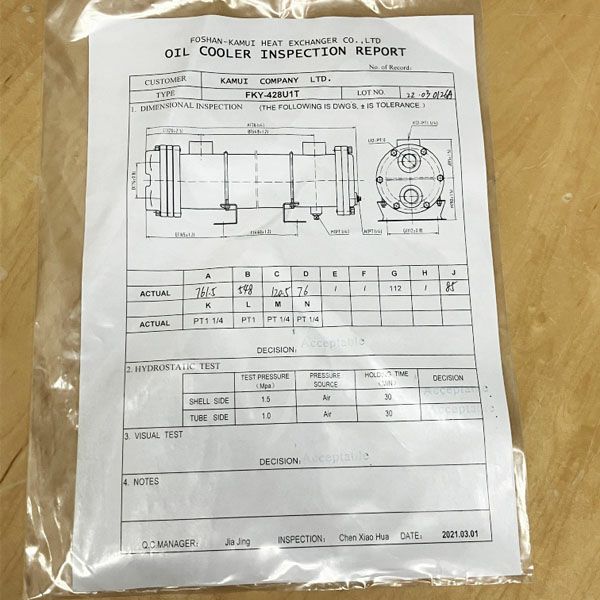 FOSHAN-KAMUI HEAT EXCHANGER CO.,LTD
OIL COOLER INSPECTION REPORT
No. of Record:
CUSTOMER KAMUI COMPANY LTD.
TYPE FKY-428U1T LOT NO.
1. DIMENSIONAL INSPECTION (THE FOLLOWING IS DWG'S, ± IS TOLERANCE.)
A B C D E F G H J
ACTUAL 761.5 548 120.5 76 / / 112 / 85
K L M N
ACTUAL PT1 1/4 PT1 PT 1/4 PT 1/4
DECISION: Acceptable
2. HYDROSTATIC TEST
TEST PRESSURE (Mpa) PRESSURE SOURCE HOLDING TIME (MIN) DECISION
SHELL SIDE 1.5 Air 30 Acceptable
TUBE SIDE 1.0 Air 30 Acceptable
3. VISUAL TEST
DECISION: Acceptable
4. NOTES
Q.C MANAGER: Jia Jing INSPECTION: Chen Xiao Hua DATE: 2021.03.01